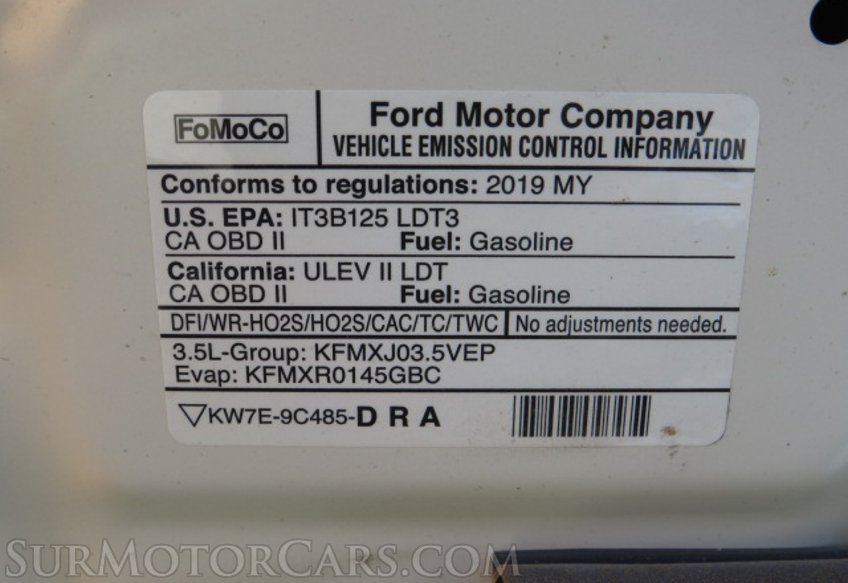 FoMoCo
Ford Motor Company
VEHICLE EMISSION CONTROL INFORMATION
Conforms to regulations: 2019 MY
U.S. EPA: IT3B125 LDT3
CA OBD II Fuel: Gasoline
California: ULEV II LDT
CA OBD II Fuel: Gasoline
DFI/WR-HO2S/HO2S/CAC/TC/TWC No adjustments needed.
3.5L-Group: KFMXJ03.5VEP
Evap: KFMXR0145GBC
▽KW7E-9C485-D R A
SURMOTORCARS.COM